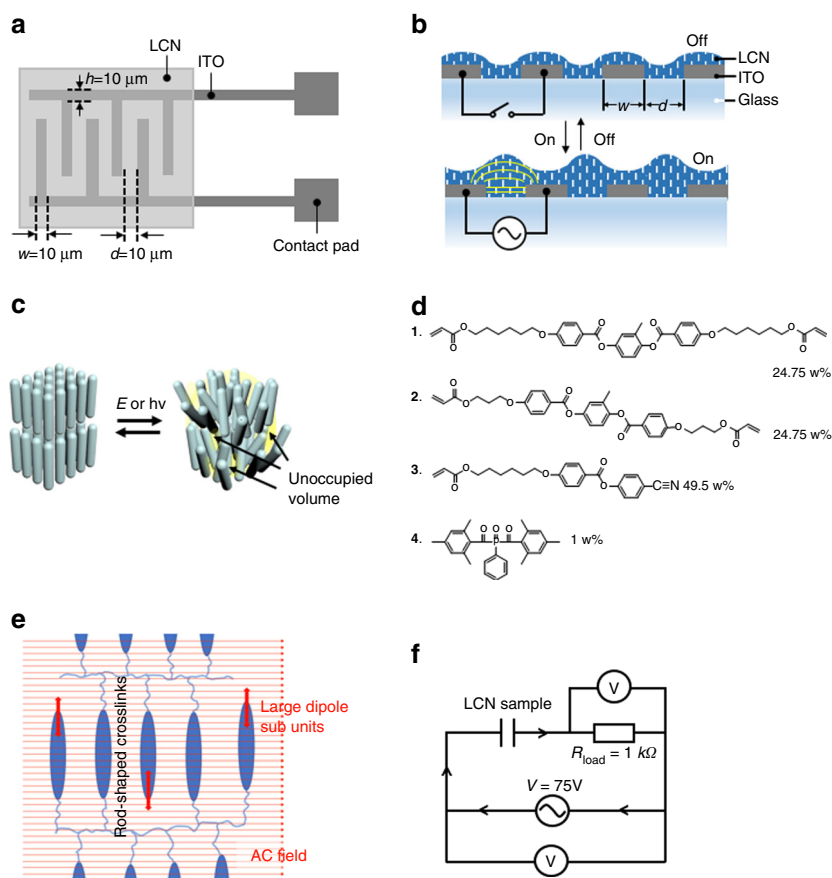 a
LCN
ITO
h=10 μm
w=10 μm
d=10 μm
Contact pad
b
Off
LCN
ITO
w
d
Glass
On
Off
On
c
E or hv
Unoccupied
volume
d
1.
O
O
O
O
O
O
O
O
O
O
24.75 w%
2.
O
O
O
O
O
O
O
O
O
O
24.75 w%
3.
O
O
O
O
O
C≡N 49.5 w%
4.
O
O
O
P
1 w%
e
Rod-shaped crosslinks
Large dipole
sub units
AC field
f
V
LCN sample
Rload = 1 kΩ
V = 75V
V